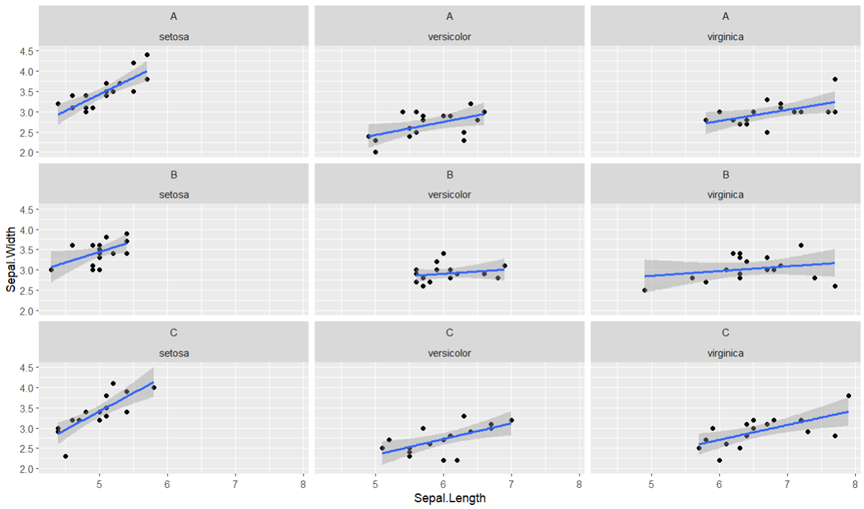 A A A
setosa versicolor virginica
4.5
4.0
3.5
3.0
2.5
2.0
B B B
setosa versicolor virginica
4.5
4.0
3.5
3.0
2.5
2.0
Sepal.Width
C C C
setosa versicolor virginica
4.5
4.0
3.5
3.0
2.5
2.0
5 6 7 8 5 6 7 8 5 6 7 8
Sepal.Length